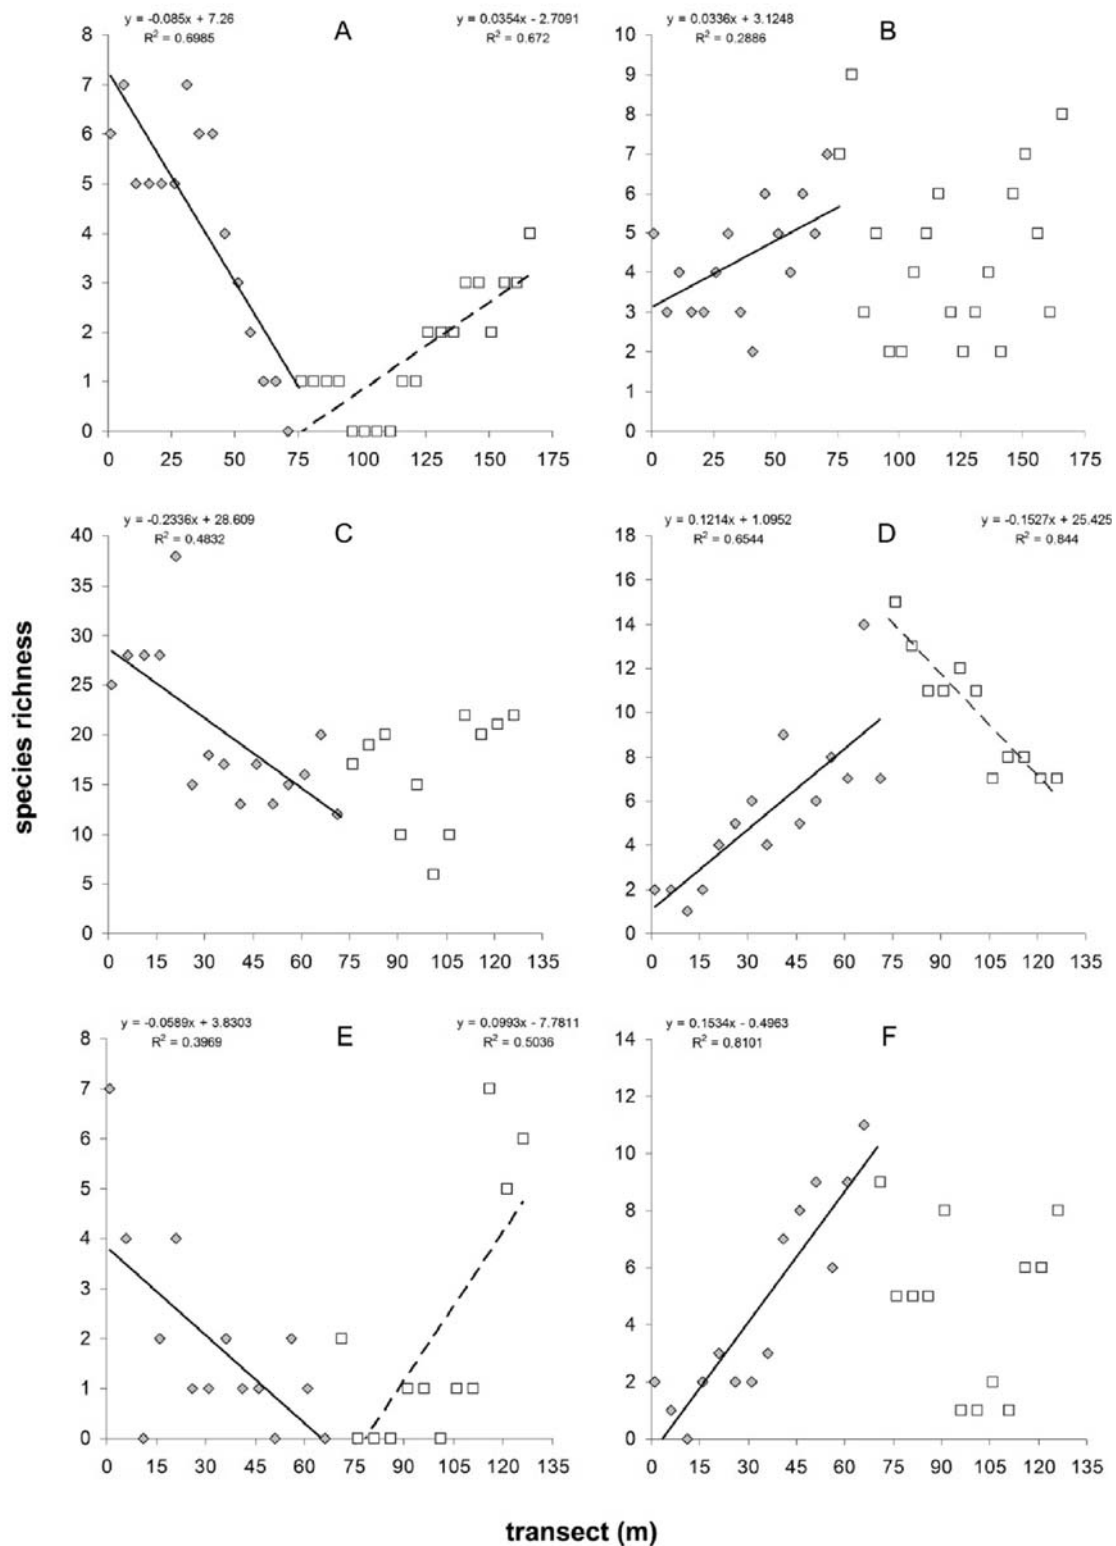 y = -0.085x + 7.26
R² = 0.6985
A
y = 0.0354x - 2.7091
R² = 0.672
8
7
6
5
4
3
2
1
0
0 25 50 75 100 125 150 175
y = 0.0336x + 3.1248
R² = 0.2886
B
10
9
8
7
6
5
4
3
2
1
0
0 25 50 75 100 125 150 175
y = -0.2336x + 28.609
R² = 0.4832
C
40
35
30
25
20
15
10
5
0
0 15 30 45 60 75 90 105 120 135
y = 0.1214x + 1.0952
R² = 0.6544
D
y = -0.1527x + 25.425
R² = 0.844
18
16
14
12
10
8
6
4
2
0
0 15 30 45 60 75 90 105 120 135
species richness
y = -0.0589x + 3.8303
R² = 0.3969
E
y = 0.0993x - 7.7811
R² = 0.5036
8
7
6
5
4
3
2
1
0
0 15 30 45 60 75 90 105 120 135
y = 0.1534x - 0.4963
R² = 0.8101
F
14
12
10
8
6
4
2
0
0 15 30 45 60 75 90 105 120 135
transect (m)